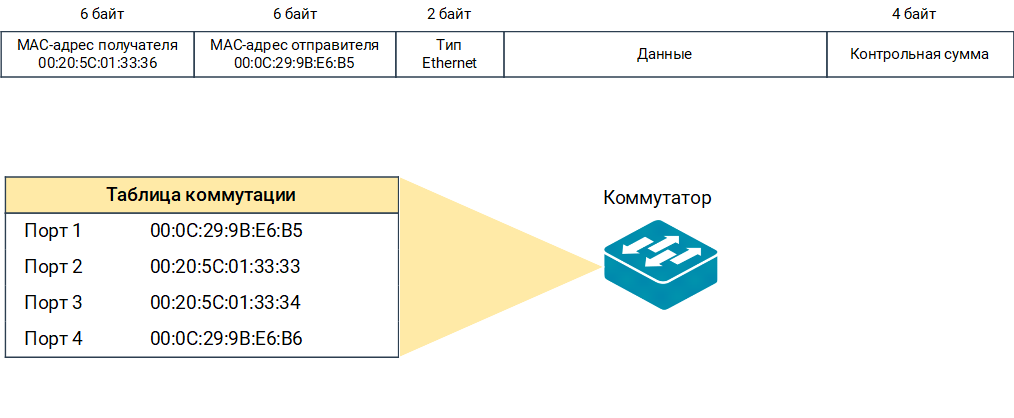 6 байт
6 байт
2 байт
4 байт
MAC-адрес получателя
00:20:5C:01:33:36
MAC-адрес отправителя
00:0C:29:9B:E6:B5
Тип
Ethernet
Данные
Контрольная сумма
Таблица коммутации
Порт 1 00:0C:29:9B:E6:B5
Порт 2 00:20:5C:01:33:33
Порт 3 00:20:5C:01:33:34
Порт 4 00:0C:29:9B:E6:B6
Коммутатор